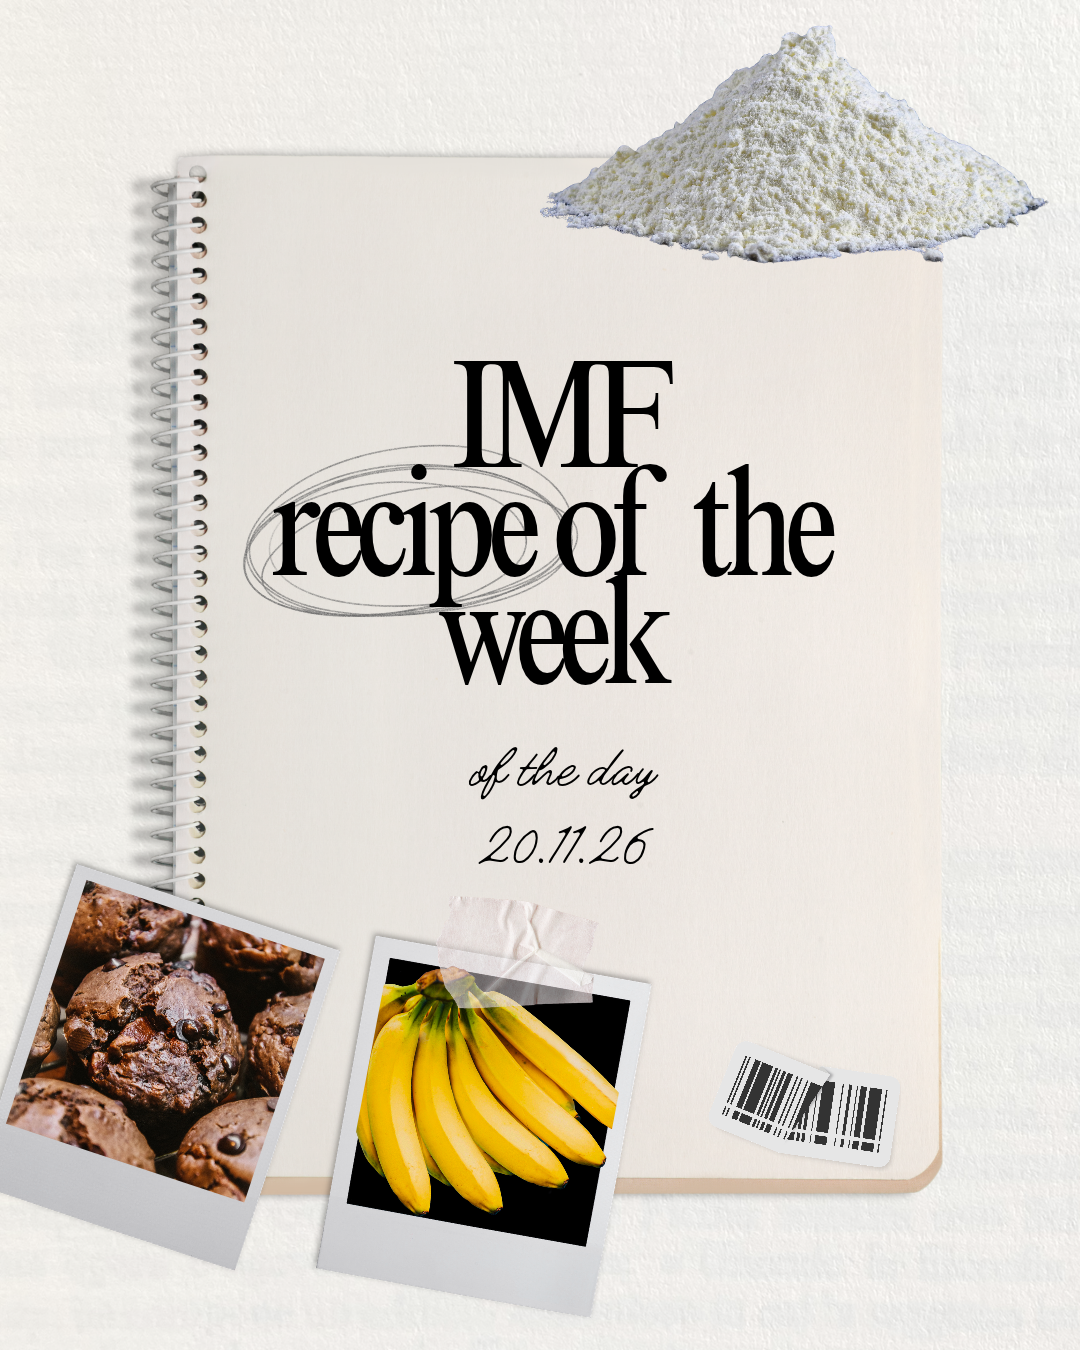 IMF
recipe of the
week
of the day
20.11.26